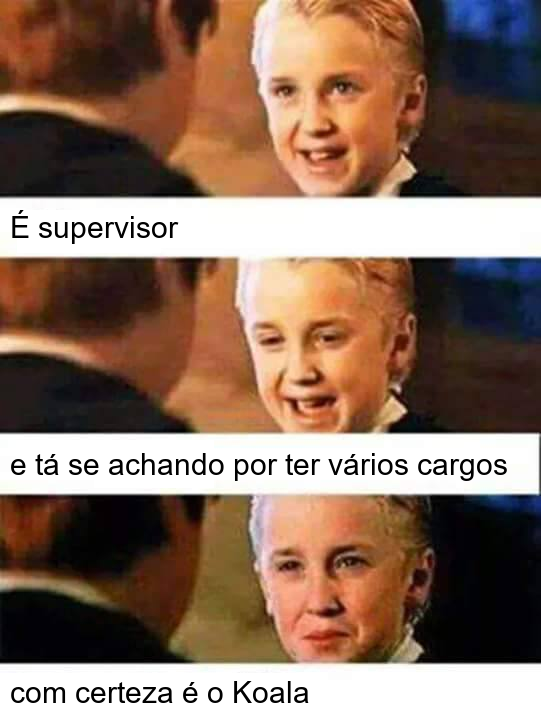 É supervisor
e tá se achando por ter vários cargos
com certeza é o Koala